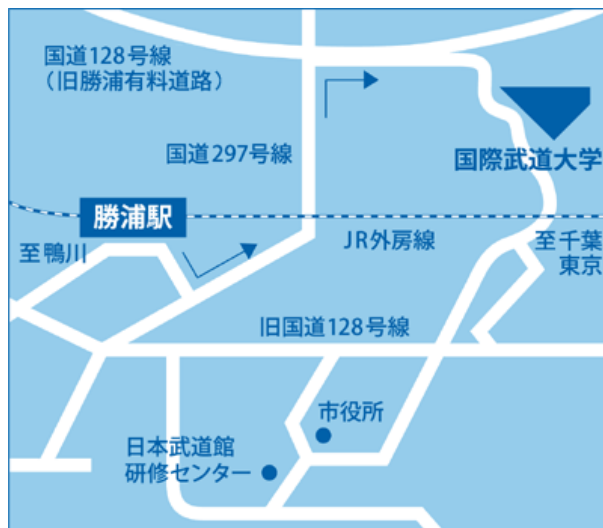 国道128号線
（旧勝浦有料道路）
国道297号線
国際武道大学
勝浦駅
至鴨川
JR外房線
至千葉
東京
旧国道128号線
市役所
日本武道館
研修センター